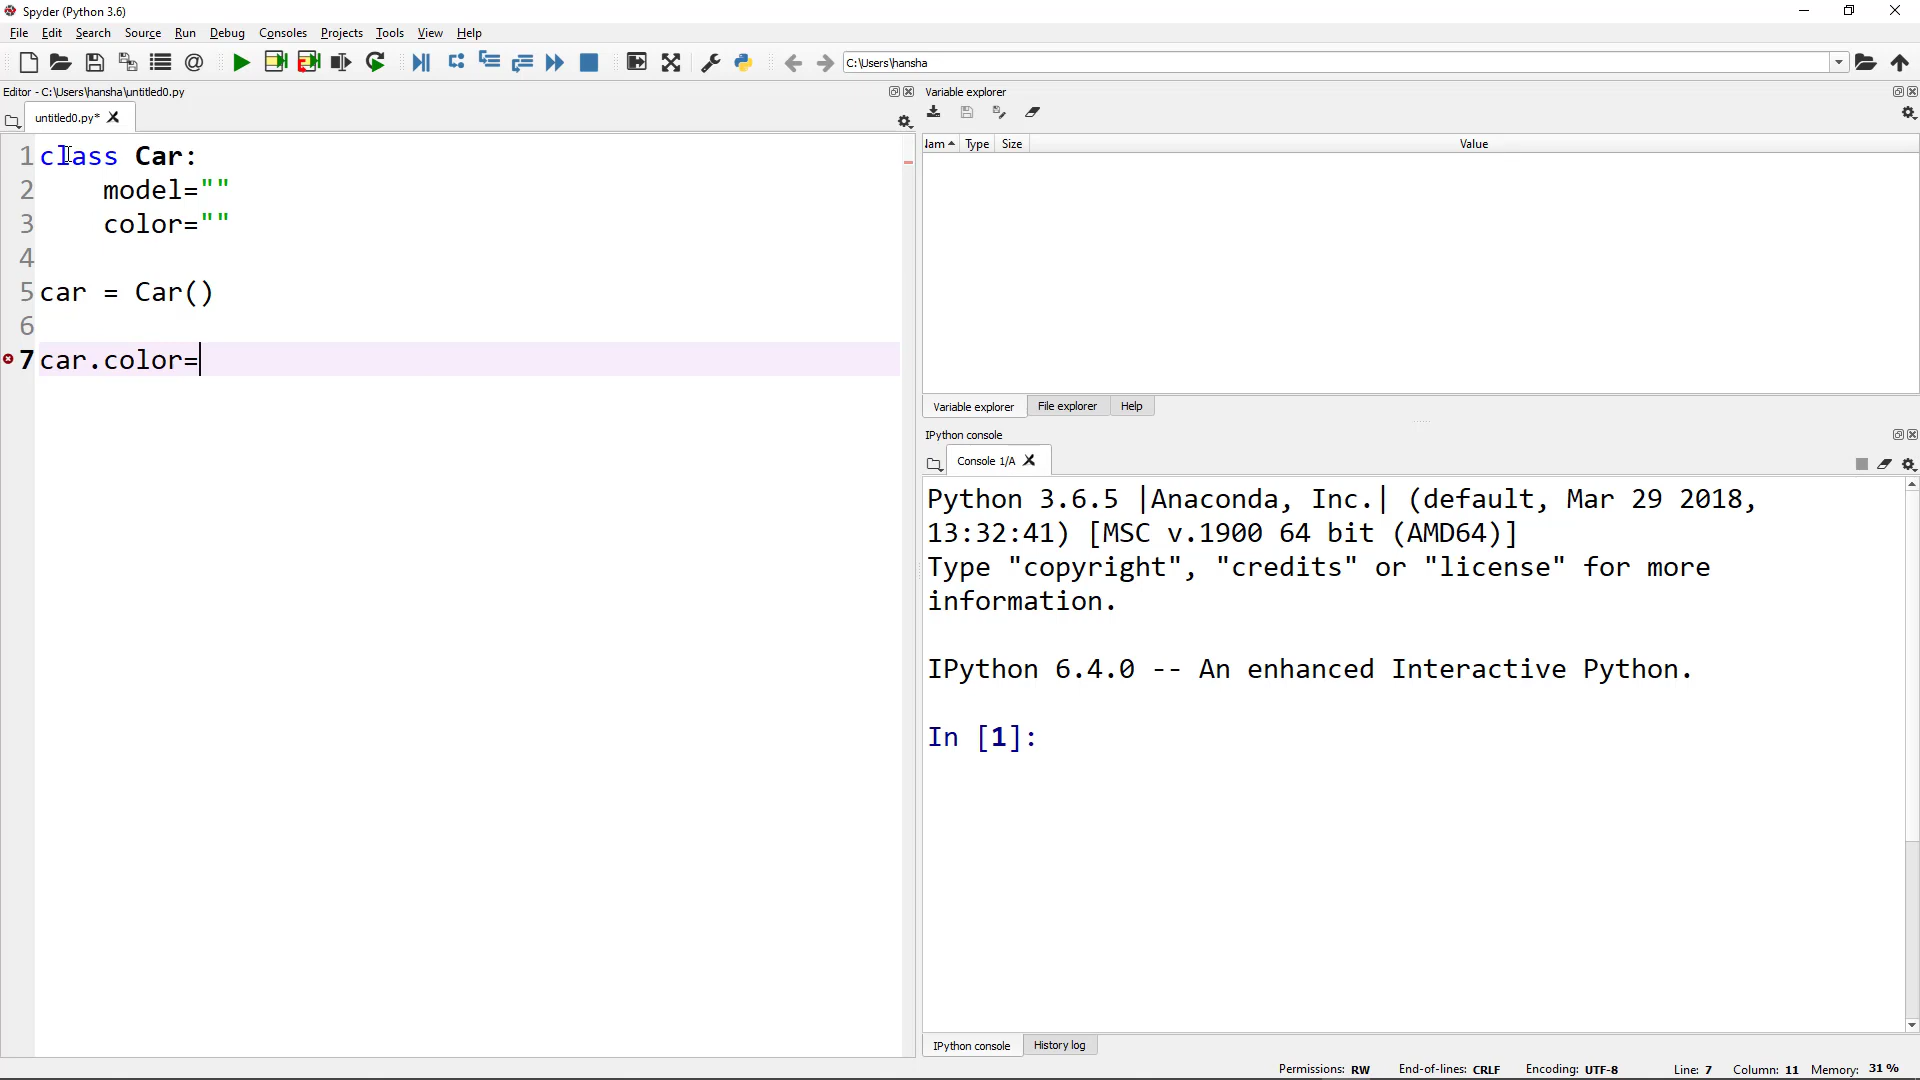 Spyder (Python 3.6)
File Edit Search Source Run Debug Consoles Projects Tools View Help
C:\Users\hansha
Editor - C:\Users\hansha\untitled0.py
untitled0.py*
1 class Car:
2     model=""
3     color=""
4
5 car = Car()
6
7 car.color=
Variable explorer
Nam Type Size Value
Variable explorer File explorer Help
IPython console
Console 1/A
Python 3.6.5 |Anaconda, Inc.| (default, Mar 29 2018,
13:32:41) [MSC v.1900 64 bit (AMD64)]
Type "copyright", "credits" or "license" for more
information.
IPython 6.4.0 -- An enhanced Interactive Python.
In [1]:
IPython console History log
Permissions: RW End-of-lines: CRLF Encoding: UTF-8 Line: 7 Column: 11 Memory: 31 %